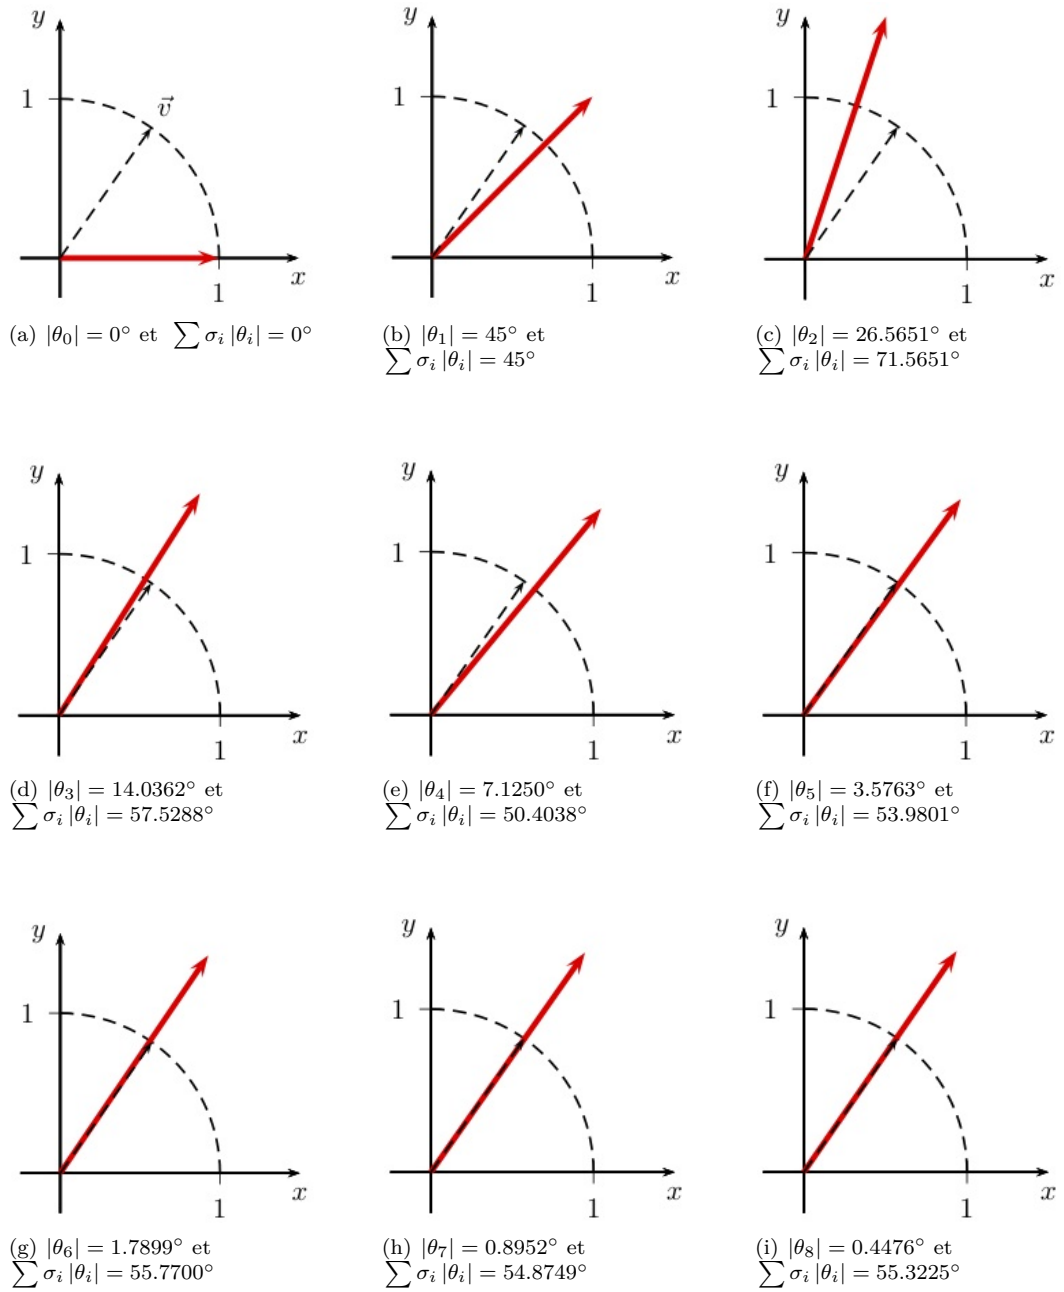 y
1
v⃗
x
1
(a) |θ₀| = 0° et ∑ σᵢ |θᵢ| = 0°
y
1
x
1
(b) |θ₁| = 45° et
∑ σᵢ |θᵢ| = 45°
y
1
x
1
(c) |θ₂| = 26.5651° et
∑ σᵢ |θᵢ| = 71.5651°
y
1
x
1
(d) |θ₃| = 14.0362° et
∑ σᵢ |θᵢ| = 57.5288°
y
1
x
1
(e) |θ₄| = 7.1250° et
∑ σᵢ |θᵢ| = 50.4038°
y
1
x
1
(f) |θ₅| = 3.5763° et
∑ σᵢ |θᵢ| = 53.9801°
y
1
x
1
(g) |θ₆| = 1.7899° et
∑ σᵢ |θᵢ| = 55.7700°
y
1
x
1
(h) |θ₇| = 0.8952° et
∑ σᵢ |θᵢ| = 54.8749°
y
1
x
1
(i) |θ₈| = 0.4476° et
∑ σᵢ |θᵢ| = 55.3225°